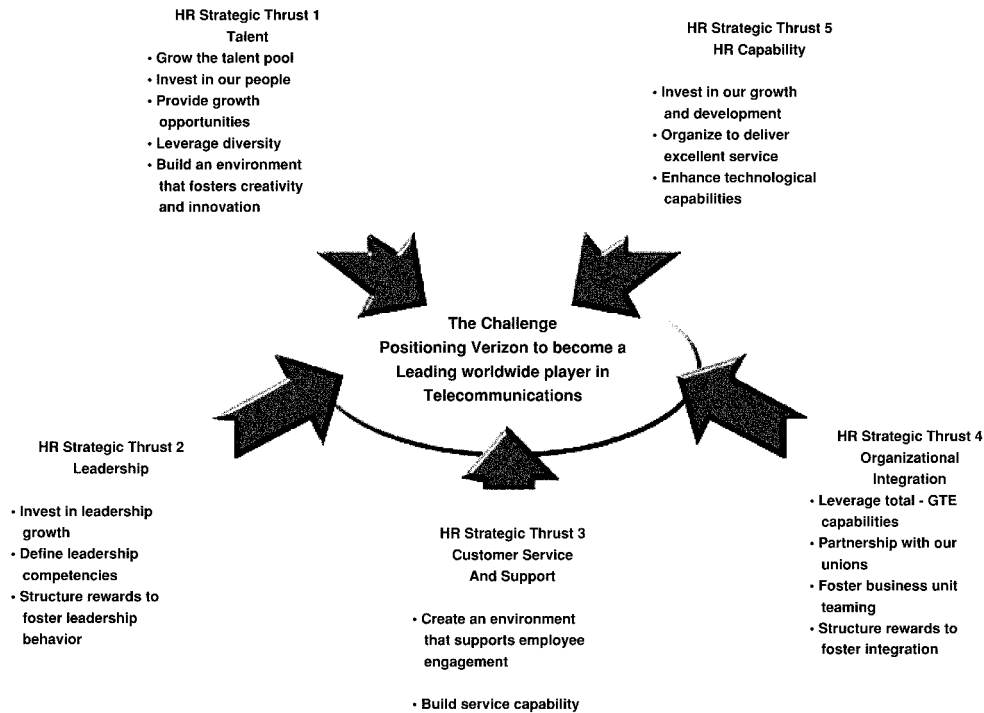 HR Strategic Thrust 1
Talent
• Grow the talent pool
• Invest in our people
• Provide growth
opportunities
• Leverage diversity
• Build an environment
that fosters creativity
and innovation
HR Strategic Thrust 5
HR Capability
• Invest in our growth
and development
• Organize to deliver
excellent service
• Enhance technological
capabilities
The Challenge
Positioning Verizon to become a
Leading worldwide player in
Telecommunications
HR Strategic Thrust 2
Leadership
• Invest in leadership
growth
• Define leadership
competencies
• Structure rewards to
foster leadership
behavior
HR Strategic Thrust 3
Customer Service
And Support
• Create an environment
that supports employee
engagement
• Build service capability
HR Strategic Thrust 4
Organizational
Integration
• Leverage total - GTE
capabilities
• Partnership with our
unions
• Foster business unit
teaming
• Structure rewards to
foster integration